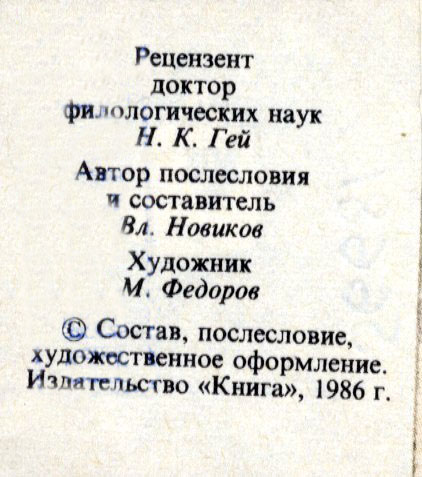 Рецензент
доктор
филологических наук
Н. К. Гей
Автор послесловия
и составитель
Вл. Новиков
Художник
М. Федоров
© Состав, послесловие,
художественное оформление.
Издательство «Книга», 1986 г.